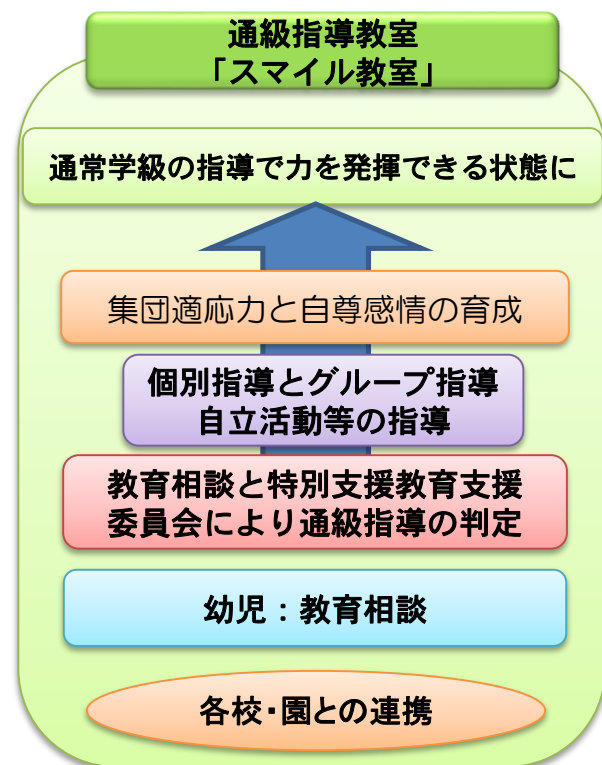 通級指導教室
「スマイル教室」
通常学級の指導で力を発揮できる状態に
集団適応力と自尊感情の育成
個別指導とグループ指導
自立活動等の指導
教育相談と特別支援教育支援
委員会により通級指導の判定
幼児：教育相談
各校・園との連携